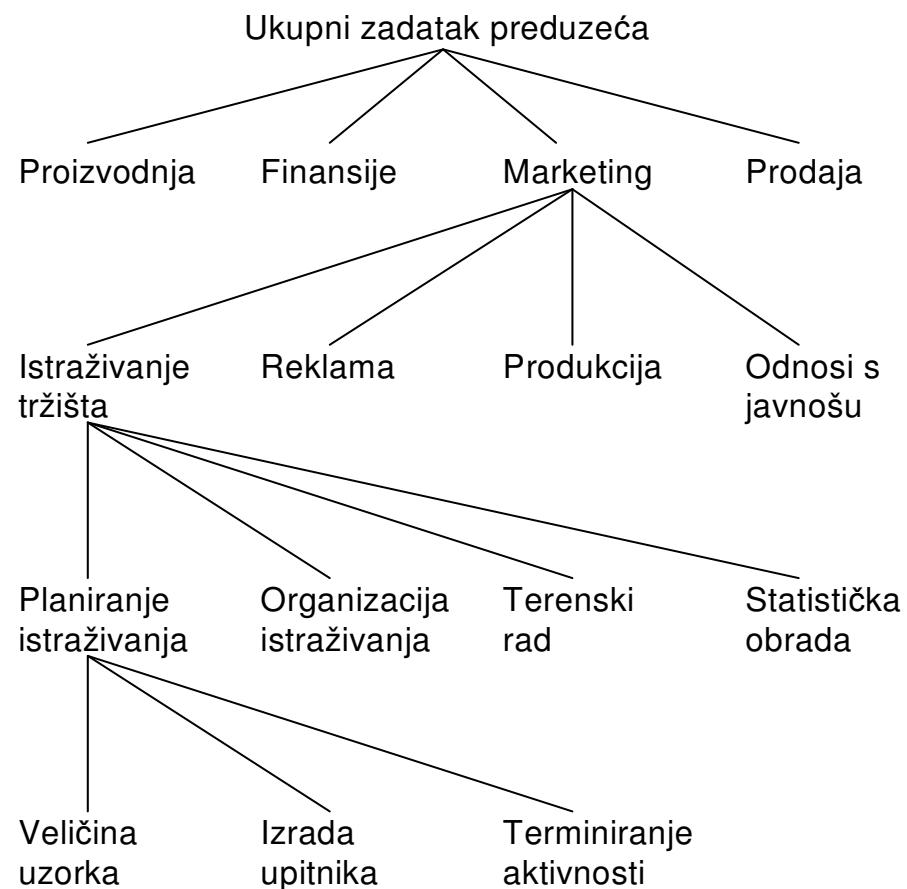 Ukupni zadatak preduzeća
Proizvodnja Finansije Marketing Prodaja
Istraživanje Reklama Produkcija Odnosi s
tržišta javnošu
Planiranje Organizacija Terenski Statistička
istraživanja istraživanja rad obrada
Veličina Izrada Terminiranje
uzorka upitnika aktivnosti